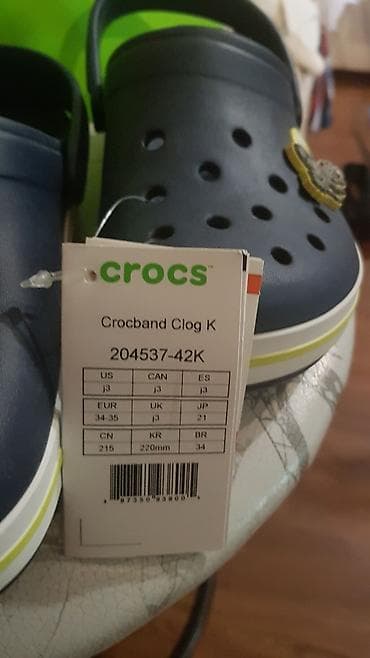 crocs™
Crocband Clog K
204537-42K
US CAN ES
j3 j3 j3
EUR UK JP
34-35 j3 21
CN KR BR
215 220mm 34